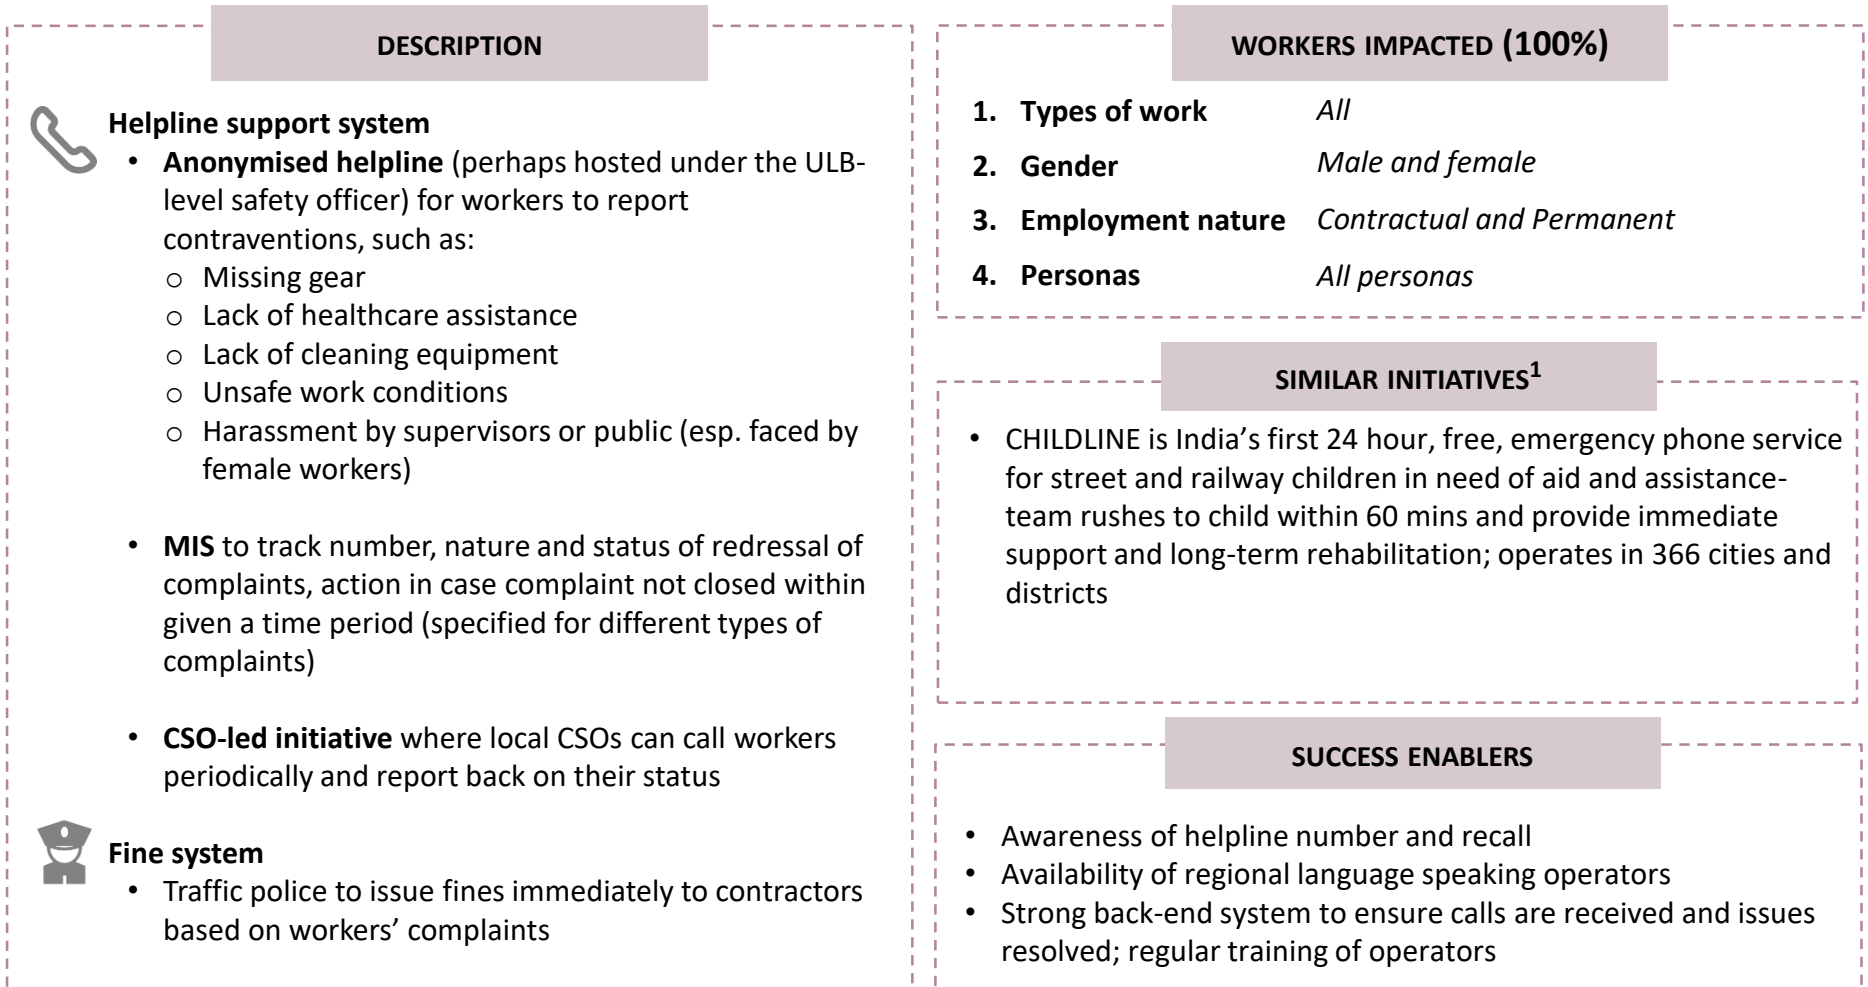 DESCRIPTION
Helpline support system
• Anonymised helpline (perhaps hosted under the ULB-
level safety officer) for workers to report
contraventions, such as:
o Missing gear
o Lack of healthcare assistance
o Lack of cleaning equipment
o Unsafe work conditions
o Harassment by supervisors or public (esp. faced by
female workers)
• MIS to track number, nature and status of redressal of
complaints, action in case complaint not closed within
given a time period (specified for different types of
complaints)
• CSO-led initiative where local CSOs can call workers
periodically and report back on their status
Fine system
• Traffic police to issue fines immediately to contractors
based on workers’ complaints
WORKERS IMPACTED (100%)
1. Types of work All
2. Gender Male and female
3. Employment nature Contractual and Permanent
4. Personas All personas
SIMILAR INITIATIVES1
• CHILDLINE is India’s first 24 hour, free, emergency phone service
for street and railway children in need of aid and assistance-
team rushes to child within 60 mins and provide immediate
support and long-term rehabilitation; operates in 366 cities and
districts
SUCCESS ENABLERS
• Awareness of helpline number and recall
• Availability of regional language speaking operators
• Strong back-end system to ensure calls are received and issues
resolved; regular training of operators